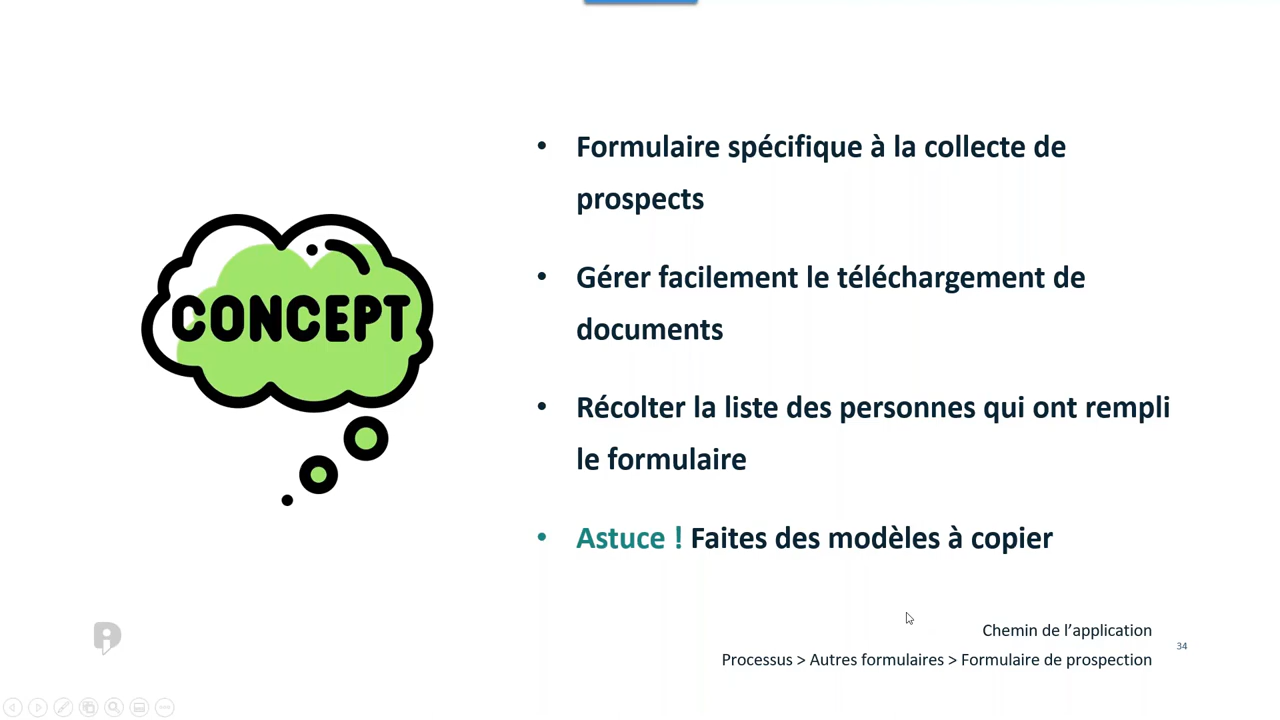 CONCEPT
• Formulaire spécifique à la collecte de
prospects
• Gérer facilement le téléchargement de
documents
• Récolter la liste des personnes qui ont rempli
le formulaire
• Astuce ! Faites des modèles à copier
Chemin de l’application
Processus > Autres formulaires > Formulaire de prospection
34